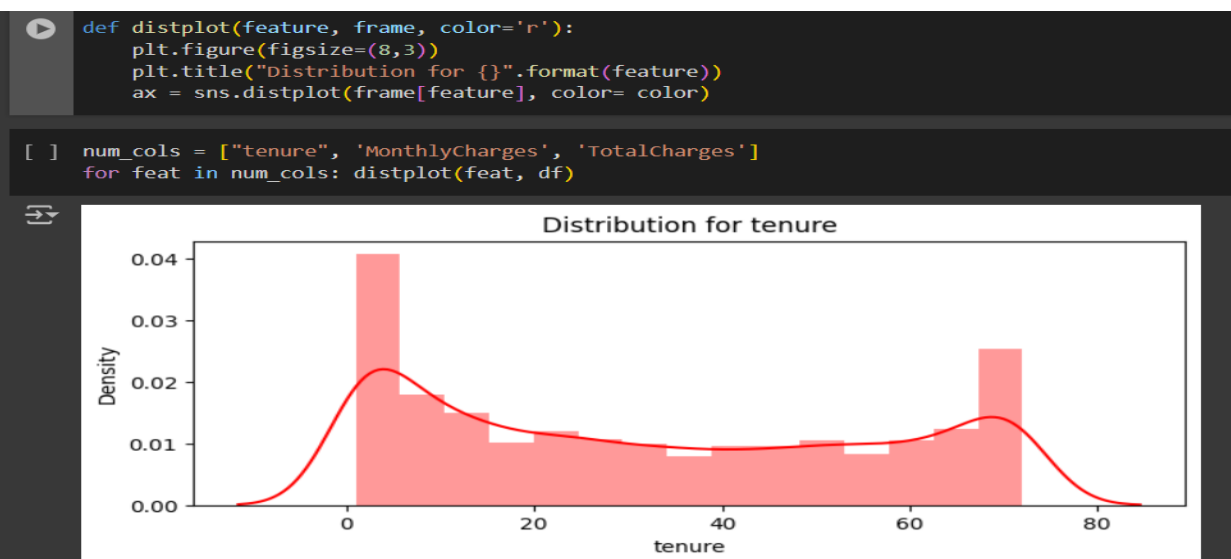 def distplot(feature, frame, color='r'):
    plt.figure(figsize=(8,3))
    plt.title("Distribution for {}".format(feature))
    ax = sns.distplot(frame[feature], color= color)
[ ] num_cols = ["tenure", 'MonthlyCharges', 'TotalCharges']
for feat in num_cols: distplot(feat, df)
Distribution for tenure
0.04
0.03
Density
0.02
0.01
0.00
0 20 40 60 80
tenure